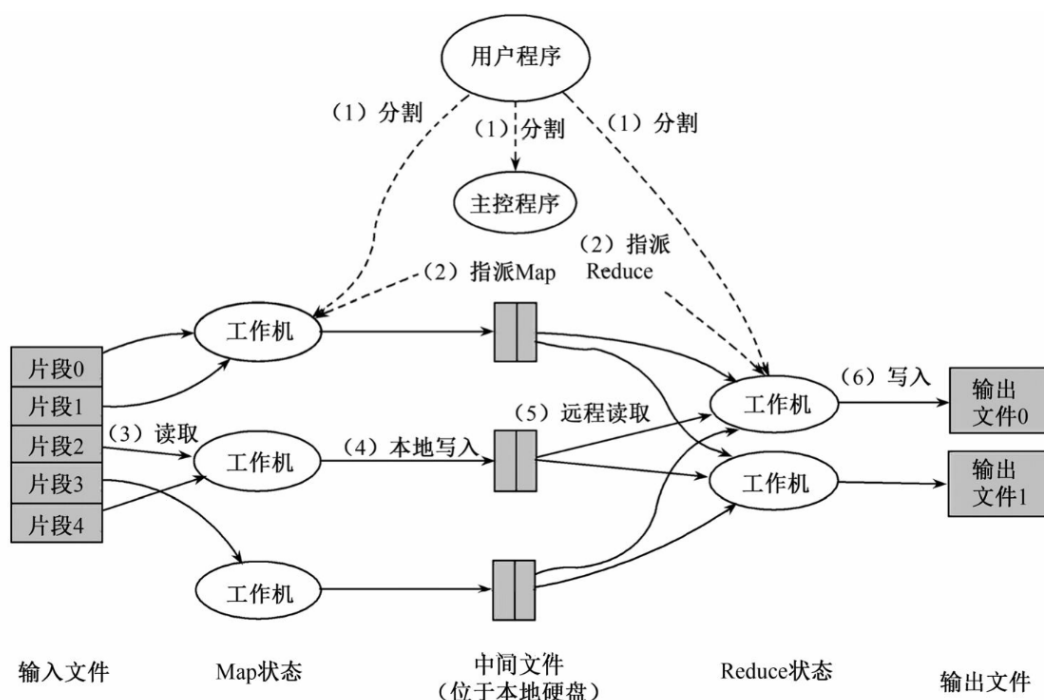 用户程序
(1)分割
(1)分割
(1)分割
主控程序
(2)指派Map
(2)指派
Reduce
工作机
片段0
片段1
片段2
片段3
片段4
(3)读取
工作机
(4)本地写入
(5)远程读取
工作机
工作机
工作机
(6)写入
输出
文件0
输出
文件1
输入文件
Map状态
中间文件
(位于本地硬盘)
Reduce状态
输出文件